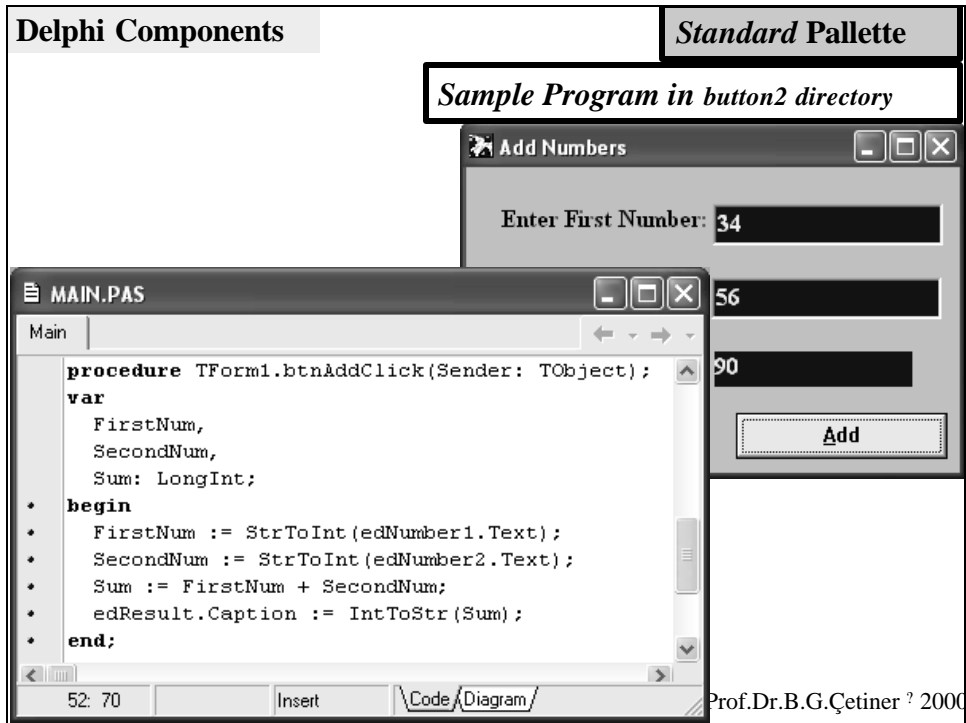 Delphi Components
Standard Pallette
Sample Program in button2 directory
Add Numbers
Enter First Number: 34
56
90
Add
MAIN.PAS
Main
procedure TForm1.btnAddClick(Sender: TObject);
var
FirstNum,
SecondNum,
Sum: LongInt;
begin
FirstNum := StrToInt(edNumber1.Text);
SecondNum := StrToInt(edNumber2.Text);
Sum := FirstNum + SecondNum;
edResult.Caption := IntToStr(Sum);
end;
52: 70 Insert \Code/Diagram/
Prof.Dr.B.G.Çetiner ? 2000